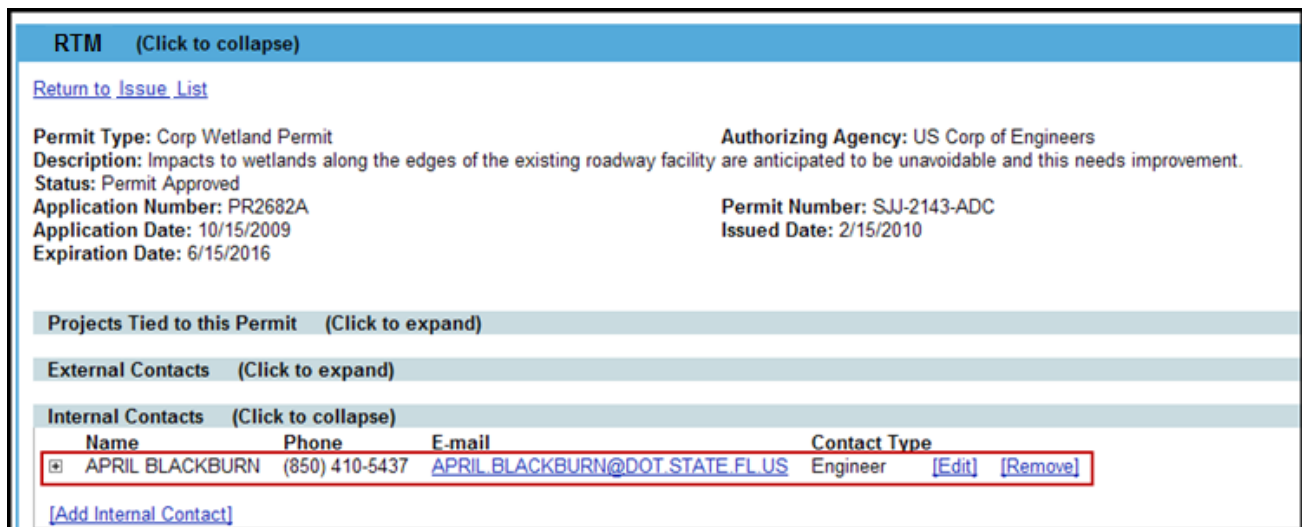 RTM (Click to collapse)
Return to Issue List
Permit Type: Corp Wetland Permit Authorizing Agency: US Corp of Engineers
Description: Impacts to wetlands along the edges of the existing roadway facility are anticipated to be unavoidable and this needs improvement.
Status: Permit Approved
Application Number: PR2682A Permit Number: SJJ-2143-ADC
Application Date: 10/15/2009 Issued Date: 2/15/2010
Expiration Date: 6/15/2016
Projects Tied to this Permit (Click to expand)
External Contacts (Click to expand)
Internal Contacts (Click to collapse)
Name Phone E-mail Contact Type
APRIL BLACKBURN (850) 410-5437 APRIL.BLACKBURN@DOT.STATE.FL.US Engineer [Edit] [Remove]
[Add Internal Contact]